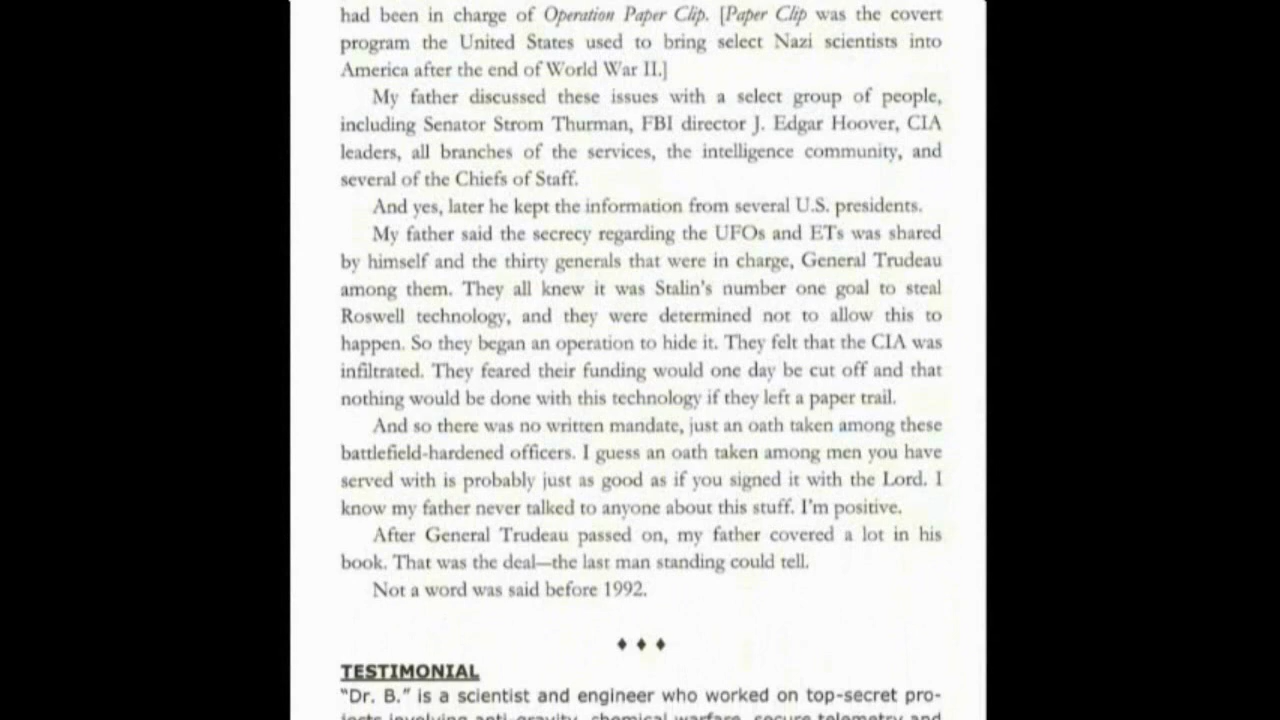 had been in charge of Operation Paper Clip. [Paper Clip was the covert
program the United States used to bring select Nazi scientists into
America after the end of World War II.]
My father discussed these issues with a select group of people,
including Senator Strom Thurman, FBI director J. Edgar Hoover, CIA
leaders, all branches of the services, the intelligence community, and
several of the Chiefs of Staff.
And yes, later he kept the information from several U.S. presidents.
My father said the secrecy regarding the UFOs and ETs was shared
by himself and the thirty generals that were in charge, General Trudeau
among them. They all knew it was Stalin's number one goal to steal
Roswell technology, and they were determined not to allow this to
happen. So they began an operation to hide it. They felt that the CIA was
infiltrated. They feared their funding would one day be cut off and that
nothing would be done with this technology if they left a paper trail.
And so there was no written mandate, just an oath taken among these
battlefield-hardened officers. I guess an oath taken among men you have
served with is probably just as good as if you signed it with the Lord. I
know my father never talked to anyone about this stuff. I'm positive.
After General Trudeau passed on, my father covered a lot in his
book. That was the deal—the last man standing could tell.
Not a word was said before 1992.
♦ ♦ ♦
TESTIMONIAL
"Dr. B." is a scientist and engineer who worked on top-secret pro-
jects involving anti-gravity, chemical warfare, secure telemetry and